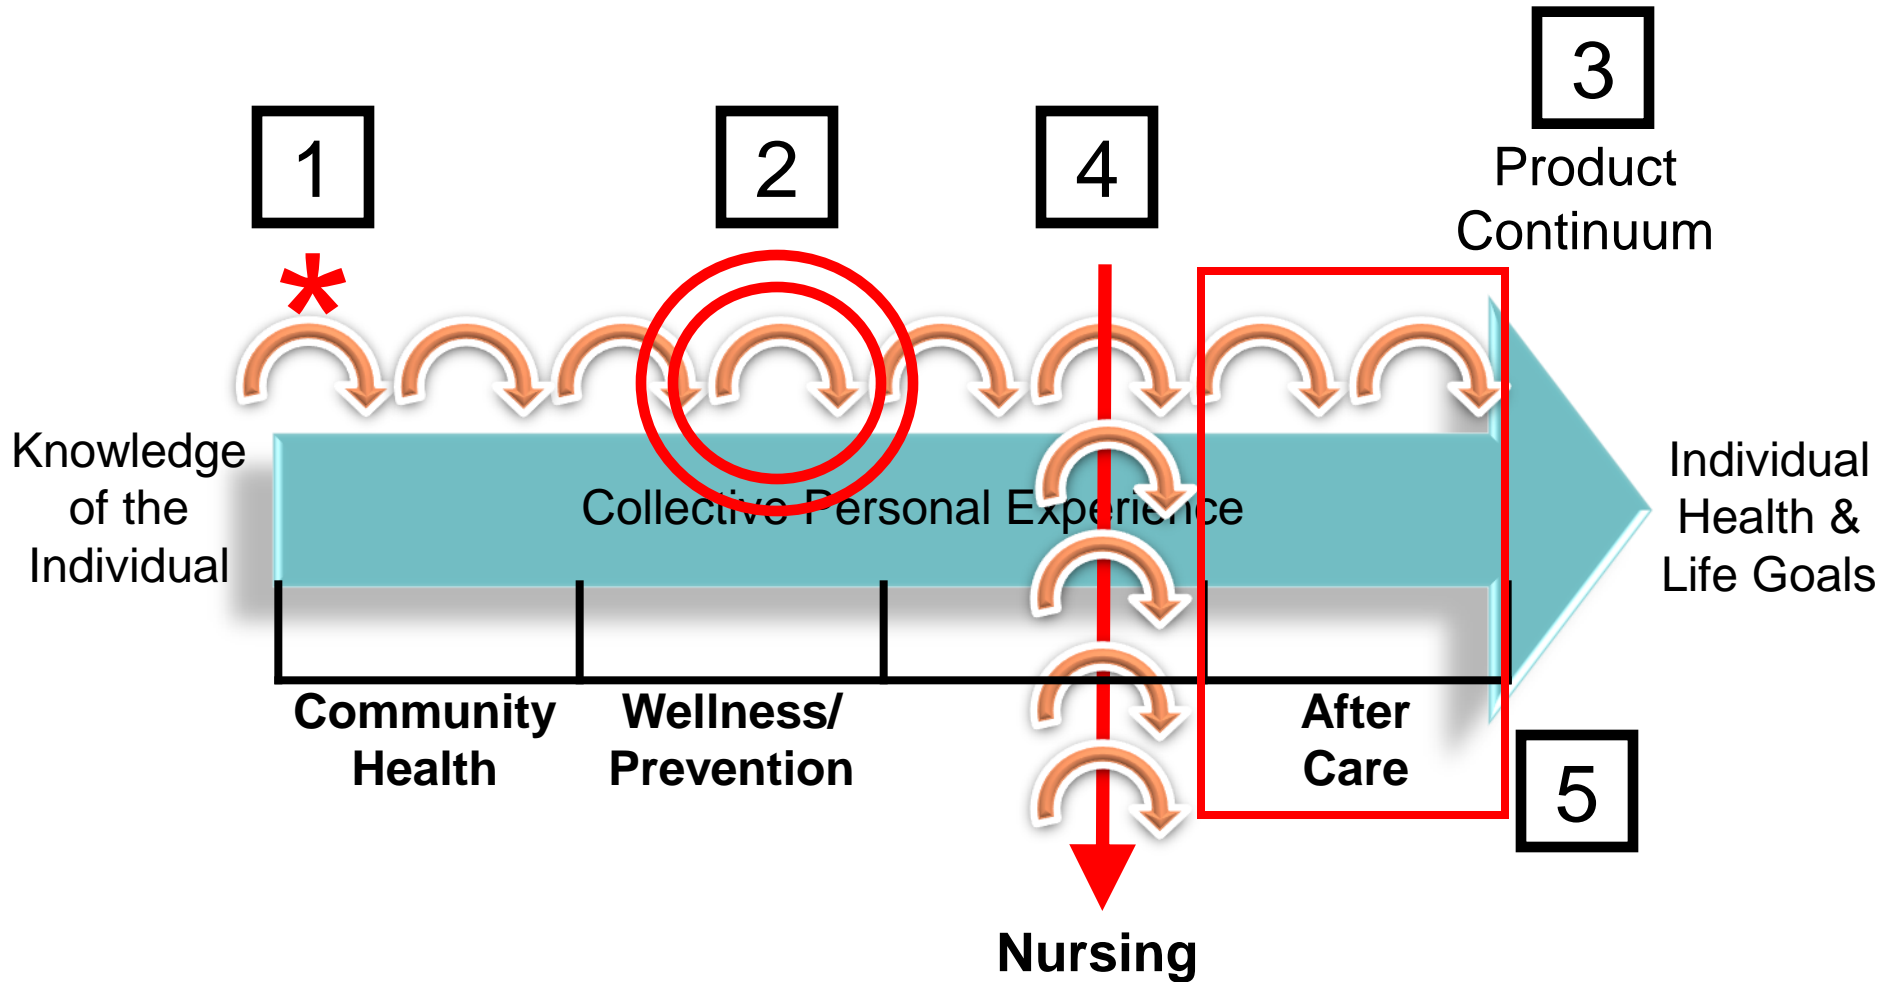 3
1
2
4
Product
Continuum
*
Knowledge
of the
Individual
Collective Personal Experience
Individual
Health &
Life Goals
Community
Health
Wellness/
Prevention
After
Care
5
Nursing